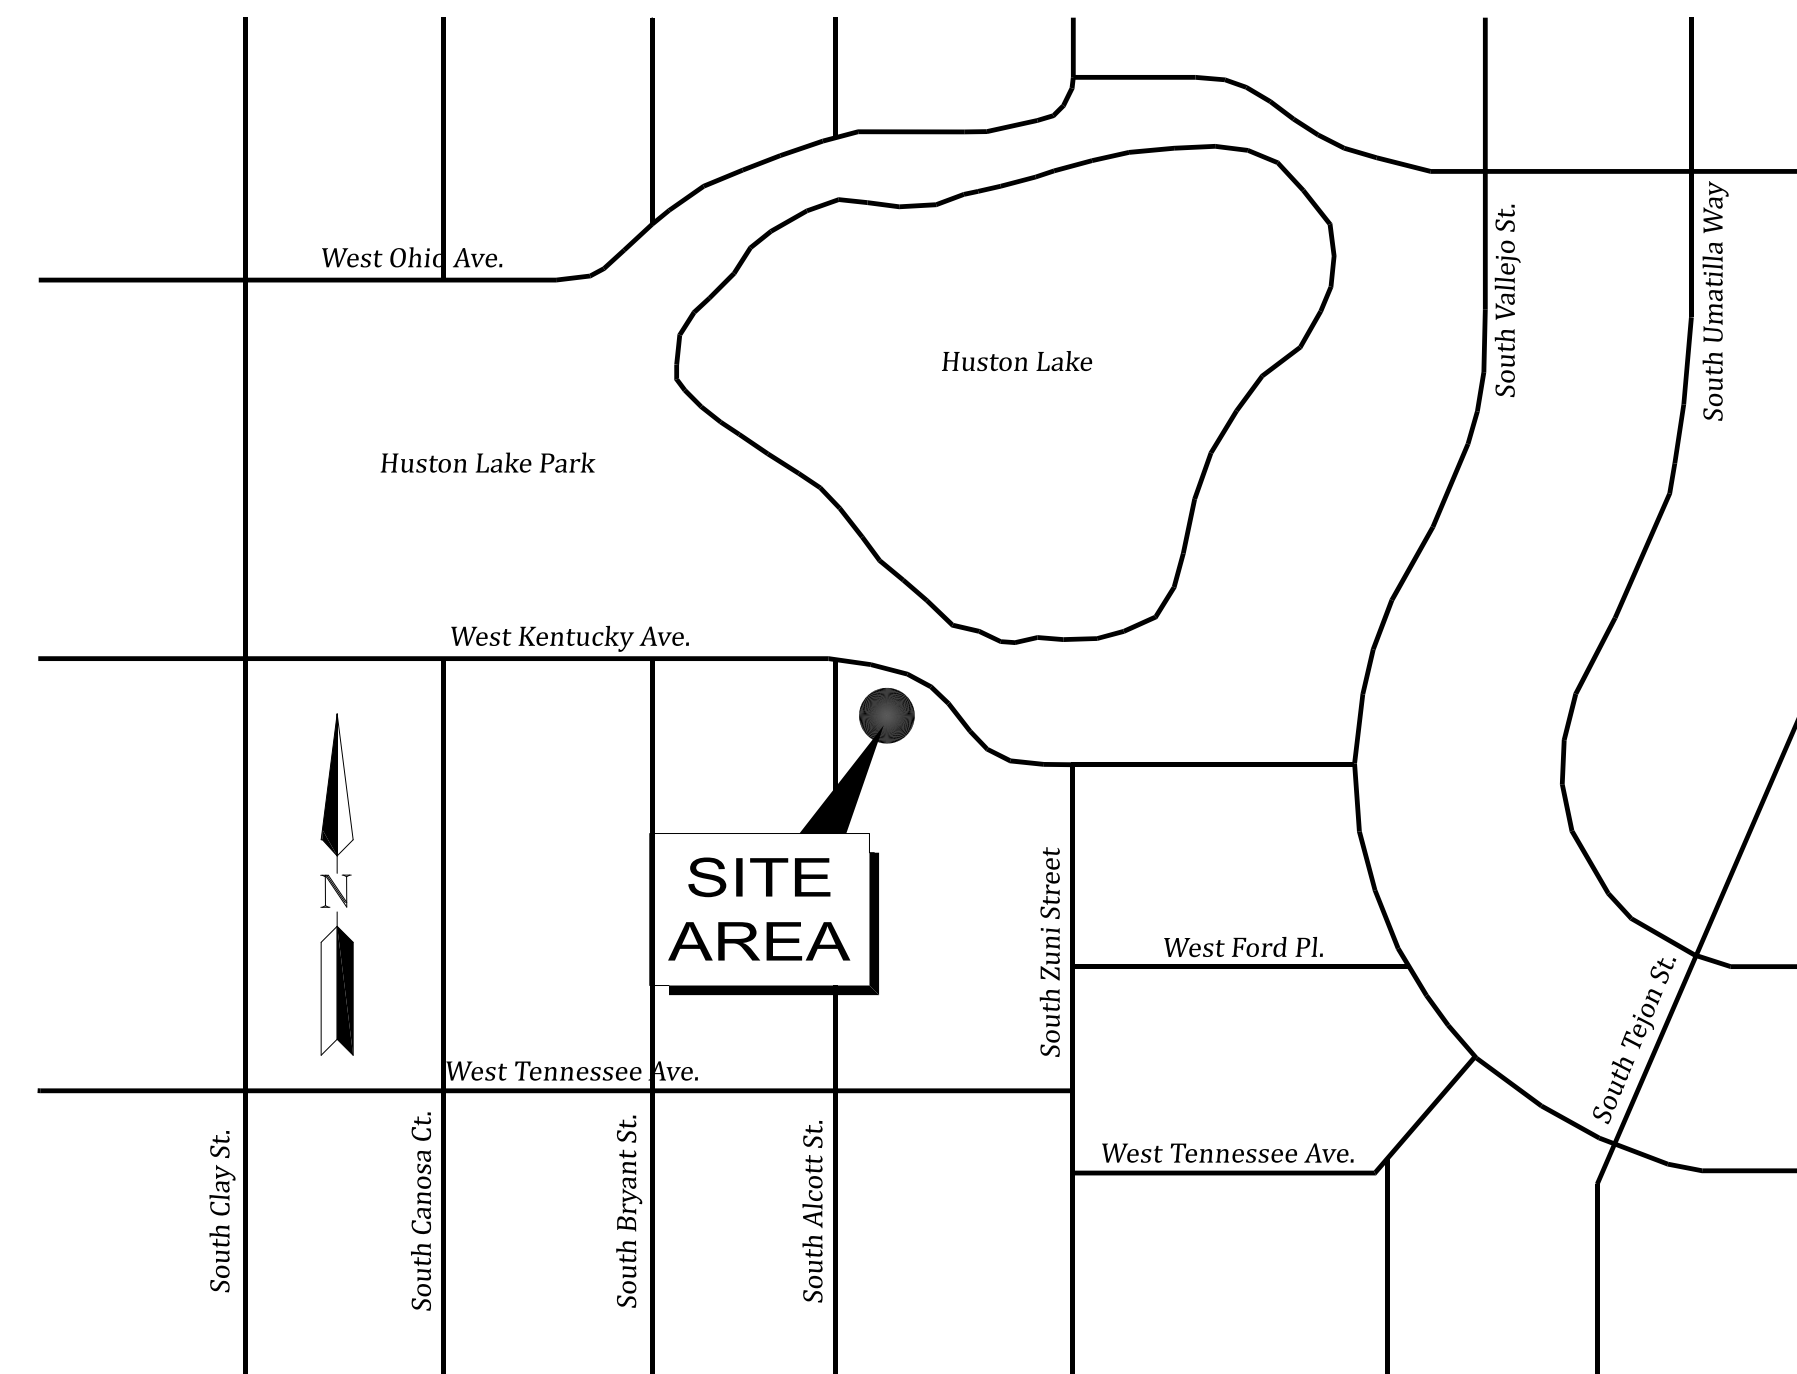 West Ohio Ave.
South Vallejo St.
South Umatilla Way
Huston Lake
Huston Lake Park
West Kentucky Ave.
N
SITE
AREA
South Zuni Street
West Ford Pl.
South Tejon St.
West Tennessee Ave.
West Tennessee Ave.
South Clay St.
South Canosa Ct.
South Bryant St.
South Alcott St.